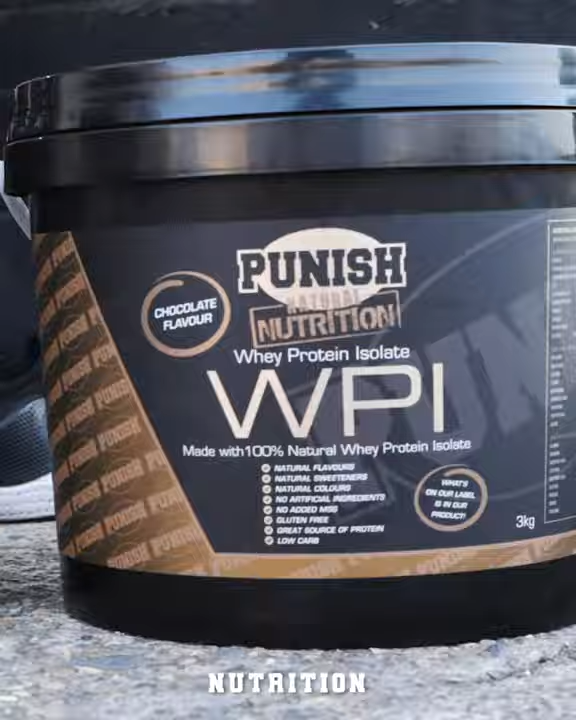 PUNISH
NATURAL
NUTRITION
CHOCOLATE
FLAVOUR
Whey Protein Isolate
WPI
Made with100% Natural Whey Protein Isolate
NATURAL FLAVOURS
NATURAL SWEETENERS
NATURAL COLOURS
NO ARTIFICIAL INGREDIENTS
NO ADDED MSG
GLUTEN FREE
GREAT SOURCE OF PROTEIN
LOW CARB
WHAT'S
ON OUR LABEL
IS IN OUR
PRODUCT!
3kg
NUTRITION